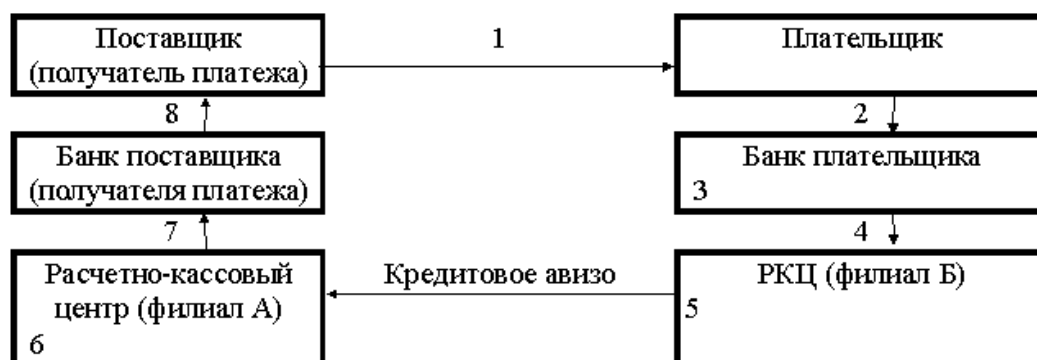 Поставщик
(получатель платежа)
1
Плательщик
8
2
Банк поставщика
(получателя платежа)
Банк плательщика
3
7
4
Расчетно-кассовый
центр (филиал А)
6
Кредитовое авизо
РКЦ (филиал Б)
5